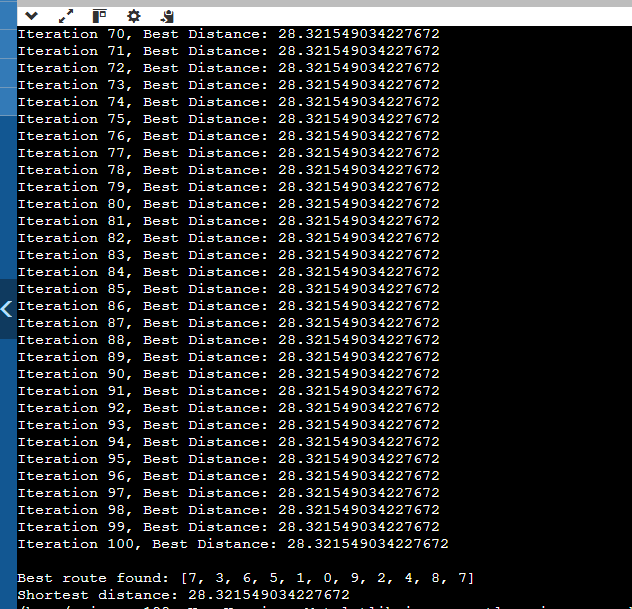 Iteration 70, Best Distance: 28.321549034227672
Iteration 71, Best Distance: 28.321549034227672
Iteration 72, Best Distance: 28.321549034227672
Iteration 73, Best Distance: 28.321549034227672
Iteration 74, Best Distance: 28.321549034227672
Iteration 75, Best Distance: 28.321549034227672
Iteration 76, Best Distance: 28.321549034227672
Iteration 77, Best Distance: 28.321549034227672
Iteration 78, Best Distance: 28.321549034227672
Iteration 79, Best Distance: 28.321549034227672
Iteration 80, Best Distance: 28.321549034227672
Iteration 81, Best Distance: 28.321549034227672
Iteration 82, Best Distance: 28.321549034227672
Iteration 83, Best Distance: 28.321549034227672
Iteration 84, Best Distance: 28.321549034227672
Iteration 85, Best Distance: 28.321549034227672
Iteration 86, Best Distance: 28.321549034227672
Iteration 87, Best Distance: 28.321549034227672
Iteration 88, Best Distance: 28.321549034227672
Iteration 89, Best Distance: 28.321549034227672
Iteration 90, Best Distance: 28.321549034227672
Iteration 91, Best Distance: 28.321549034227672
Iteration 92, Best Distance: 28.321549034227672
Iteration 93, Best Distance: 28.321549034227672
Iteration 94, Best Distance: 28.321549034227672
Iteration 95, Best Distance: 28.321549034227672
Iteration 96, Best Distance: 28.321549034227672
Iteration 97, Best Distance: 28.321549034227672
Iteration 98, Best Distance: 28.321549034227672
Iteration 99, Best Distance: 28.321549034227672
Iteration 100, Best Distance: 28.321549034227672
Best route found: [7, 3, 6, 5, 1, 0, 9, 2, 4, 8, 7]
Shortest distance: 28.321549034227672